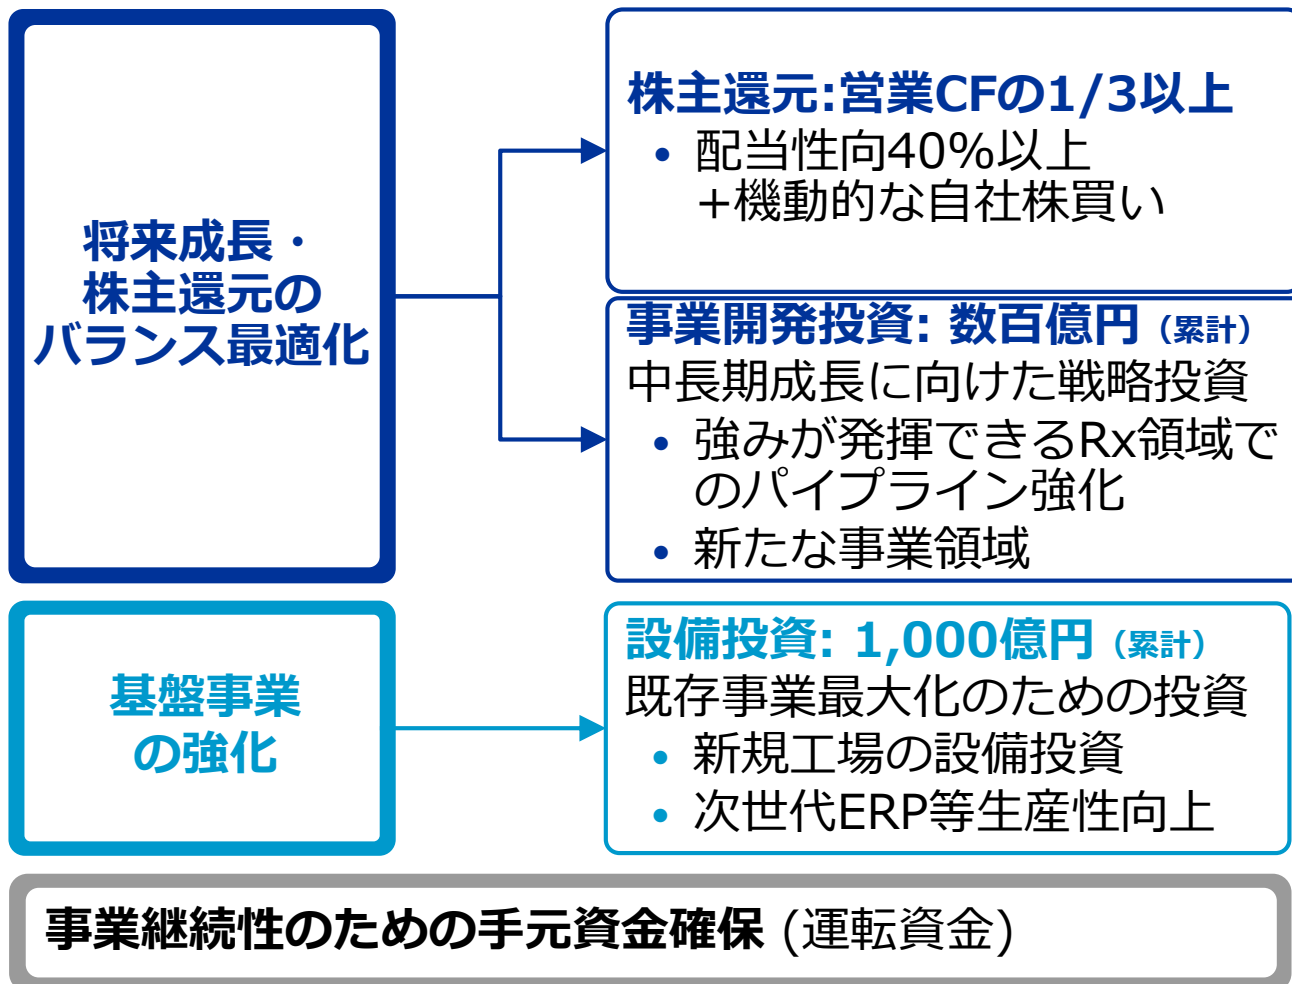 将来成長・
株主還元の
バランス最適化
株主還元:営業CFの1/3以上
• 配当性向40%以上
+機動的な自社株買い
事業開発投資: 数百億円（累計）
中長期成長に向けた戦略投資
• 強みが発揮できるRx領域で
のパイプライン強化
• 新たな事業領域
基盤事業
の強化
設備投資: 1,000億円（累計）
既存事業最大化のための投資
• 新規工場の設備投資
• 次世代ERP等生産性向上
事業継続性のための手元資金確保 (運転資金)